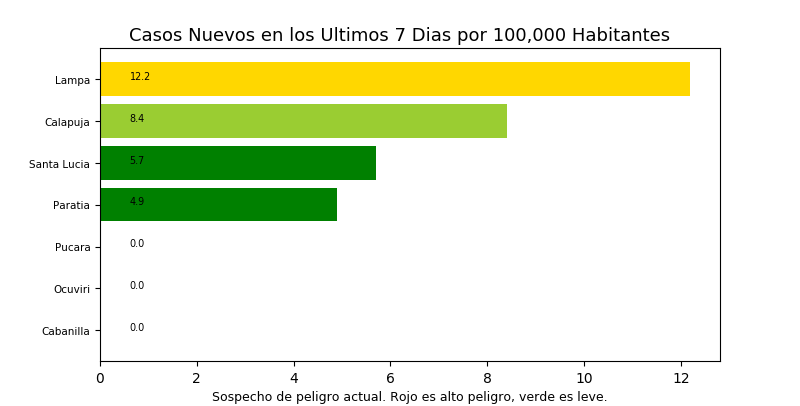 Casos Nuevos en los Ultimos 7 Dias por 100,000 Habitantes
Lampa 12.2
Calapuja 8.4
Santa Lucia 5.7
Paratia 4.9
Pucara 0.0
Ocuviri 0.0
Cabanilla 0.0
0 2 4 6 8 10 12
Sospecho de peligro actual. Rojo es alto peligro, verde es leve.